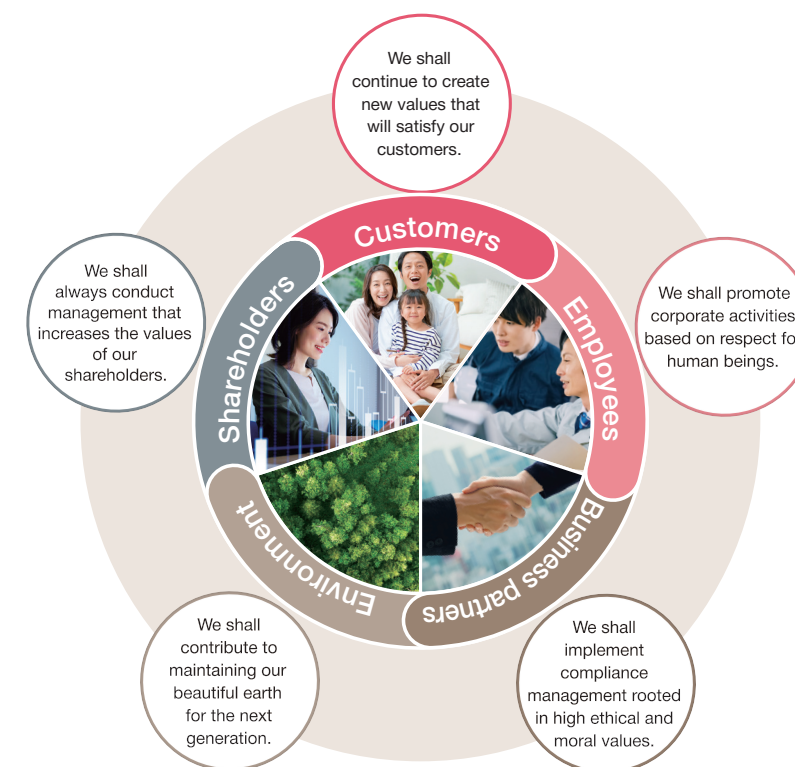 We shall
continue to create
new values that
will satisfy our
customers.
Customers
Employees
Business partners
Environment
Shareholders
We shall promote
corporate activities
based on respect fo
human beings.
We shall
implement
compliance
management rooted
in high ethical and
moral values.
We shall
contribute to
maintaining our
beautiful earth
for the next
generation.
We shall
always conduct
management that
increases the values
of our
shareholders.